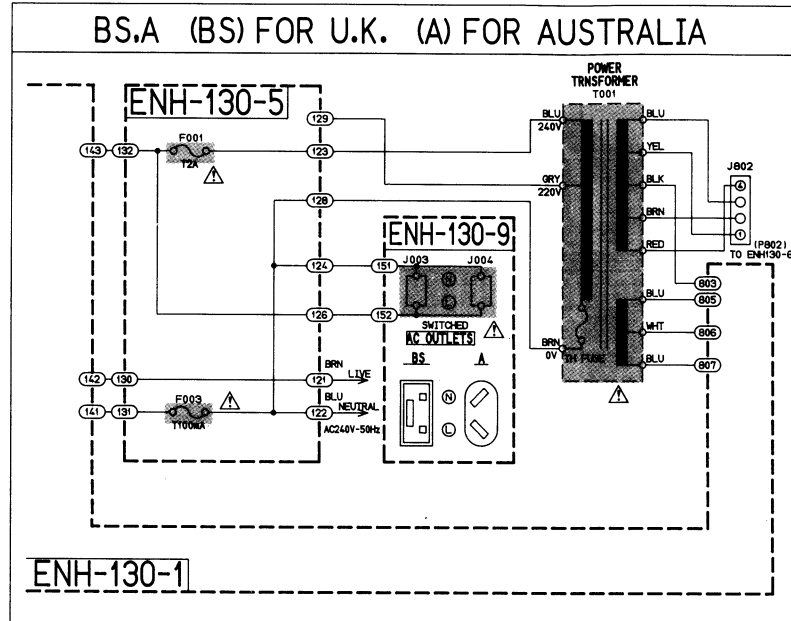 BS.A (BS) FOR U.K. (A) FOR AUSTRALIA
POWER
TRNSFORMER
T001
ENH-130-5
129
BLU
240V
BLU
F001
143
132
123
T2A
YEL
J802
GRY
220V
BLK
4
128
BRN
ENH-130-9
1
RED
(P802)
TO ENH130-6
J003
J004
124
151
N
803
L
BLU
805
126
152
SWITCHED
AC OUTLETS
WHT
806
BRN
0V
TH FUSE
BS
A
BRN
LIVE
BLU
807
142
130
121
BLU
NEUTRAL
F003
N
141
131
122
T100mA
AC240V-50Hz
L
ENH-130-1